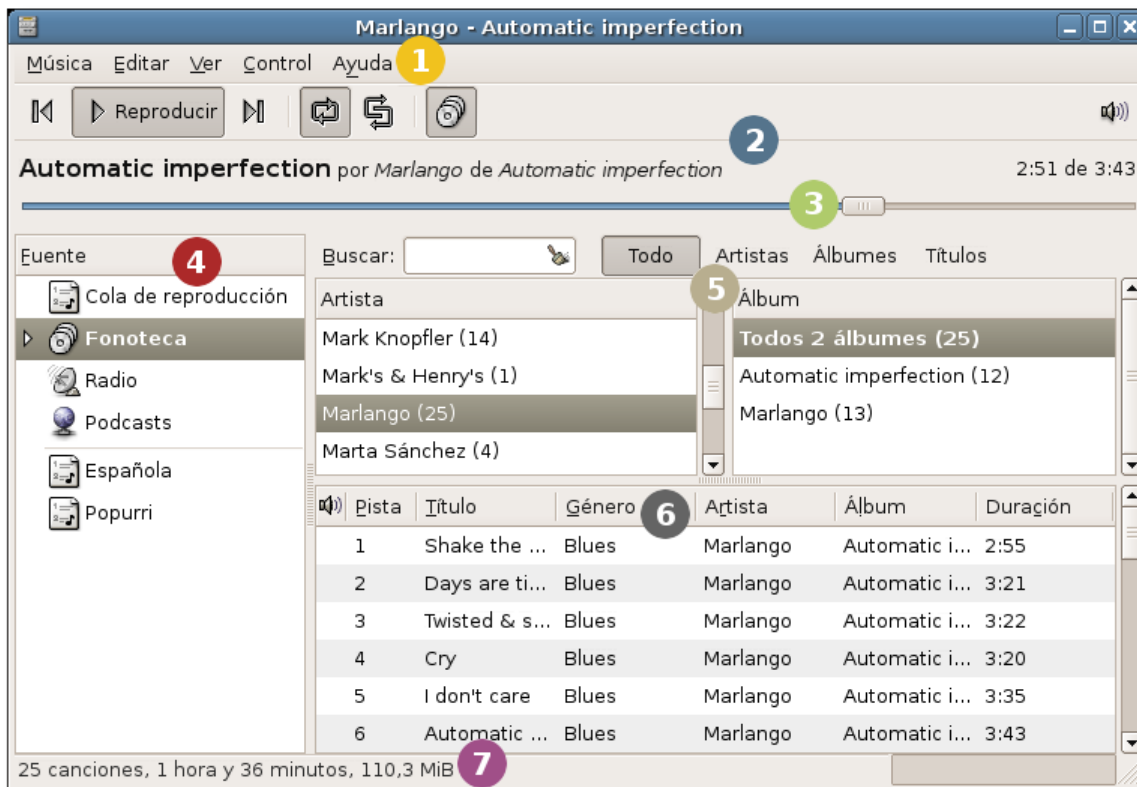 Marlango - Automatic imperfection
Música Editar Ver Control Ayuda 1
Reproducir
2
Automatic imperfection por Marlango de Automatic imperfection 2:51 de 3:43
3
Fuente 4
Buscar: Todo Artistas Álbumes Títulos
Cola de reproducción
Fonoteca
Radio
Podcasts
Española
Popurri
5
Artista
Mark Knopfler (14)
Mark's & Henry's (1)
Marlango (25)
Marta Sánchez (4)
Álbum
Todos 2 álbumes (25)
Automatic imperfection (12)
Marlango (13)
Pista Título Género 6 Artista Álbum Duración
1 Shake the ... Blues Marlango Automatic i... 2:55
2 Days are ti... Blues Marlango Automatic i... 3:21
3 Twisted & s... Blues Marlango Automatic i... 3:22
4 Cry Blues Marlango Automatic i... 3:20
5 I don't care Blues Marlango Automatic i... 3:35
6 Automatic ... Blues Marlango Automatic i... 3:43
25 canciones, 1 hora y 36 minutos, 110,3 MiB 7